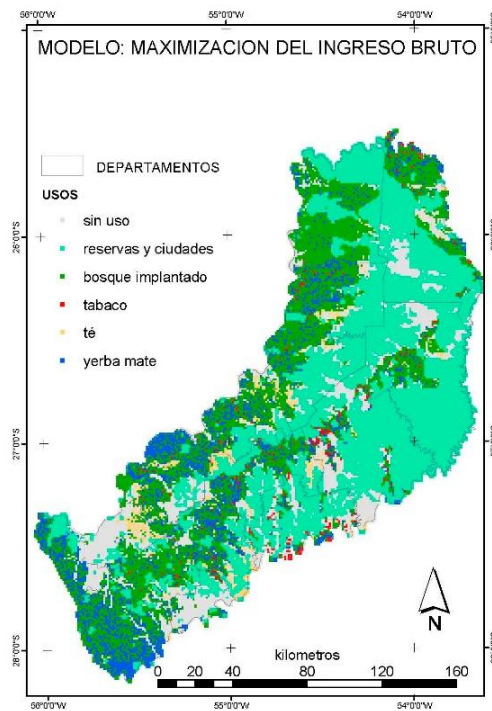 56°0'0"W 55°0'0"W 54°0'0"W
MODELO: MAXIMIZACION DEL INGRESO BRUTO
DEPARTAMENTOS
USOS
sin uso
reservas y ciudades
bosque implantado
tabaco
té
yerba mate
26°0'0"S
27°0'0"S
28°0'0"S
N
kilometros
0 20 40 80 120 160
56°0'0"W 55°0'0"W 54°0'0"W